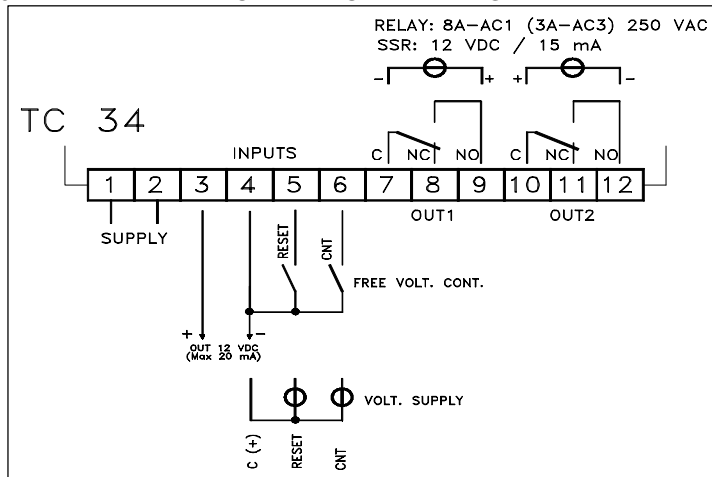 RELAY: 8A-AC1 (3A-AC3) 250 VAC
SSR: 12 VDC / 15 mA
- + + -
TC 34
INPUTS
C NC NO C NC NO
1 2 3 4 5 6 7 8 9 10 11 12
SUPPLY
OUT1 OUT2
RESET
CNT
FREE VOLT. CONT.
+ -
OUT 12 VDC
(Max 20 mA)
VOLT. SUPPLY
C (+)
RESET
CNT